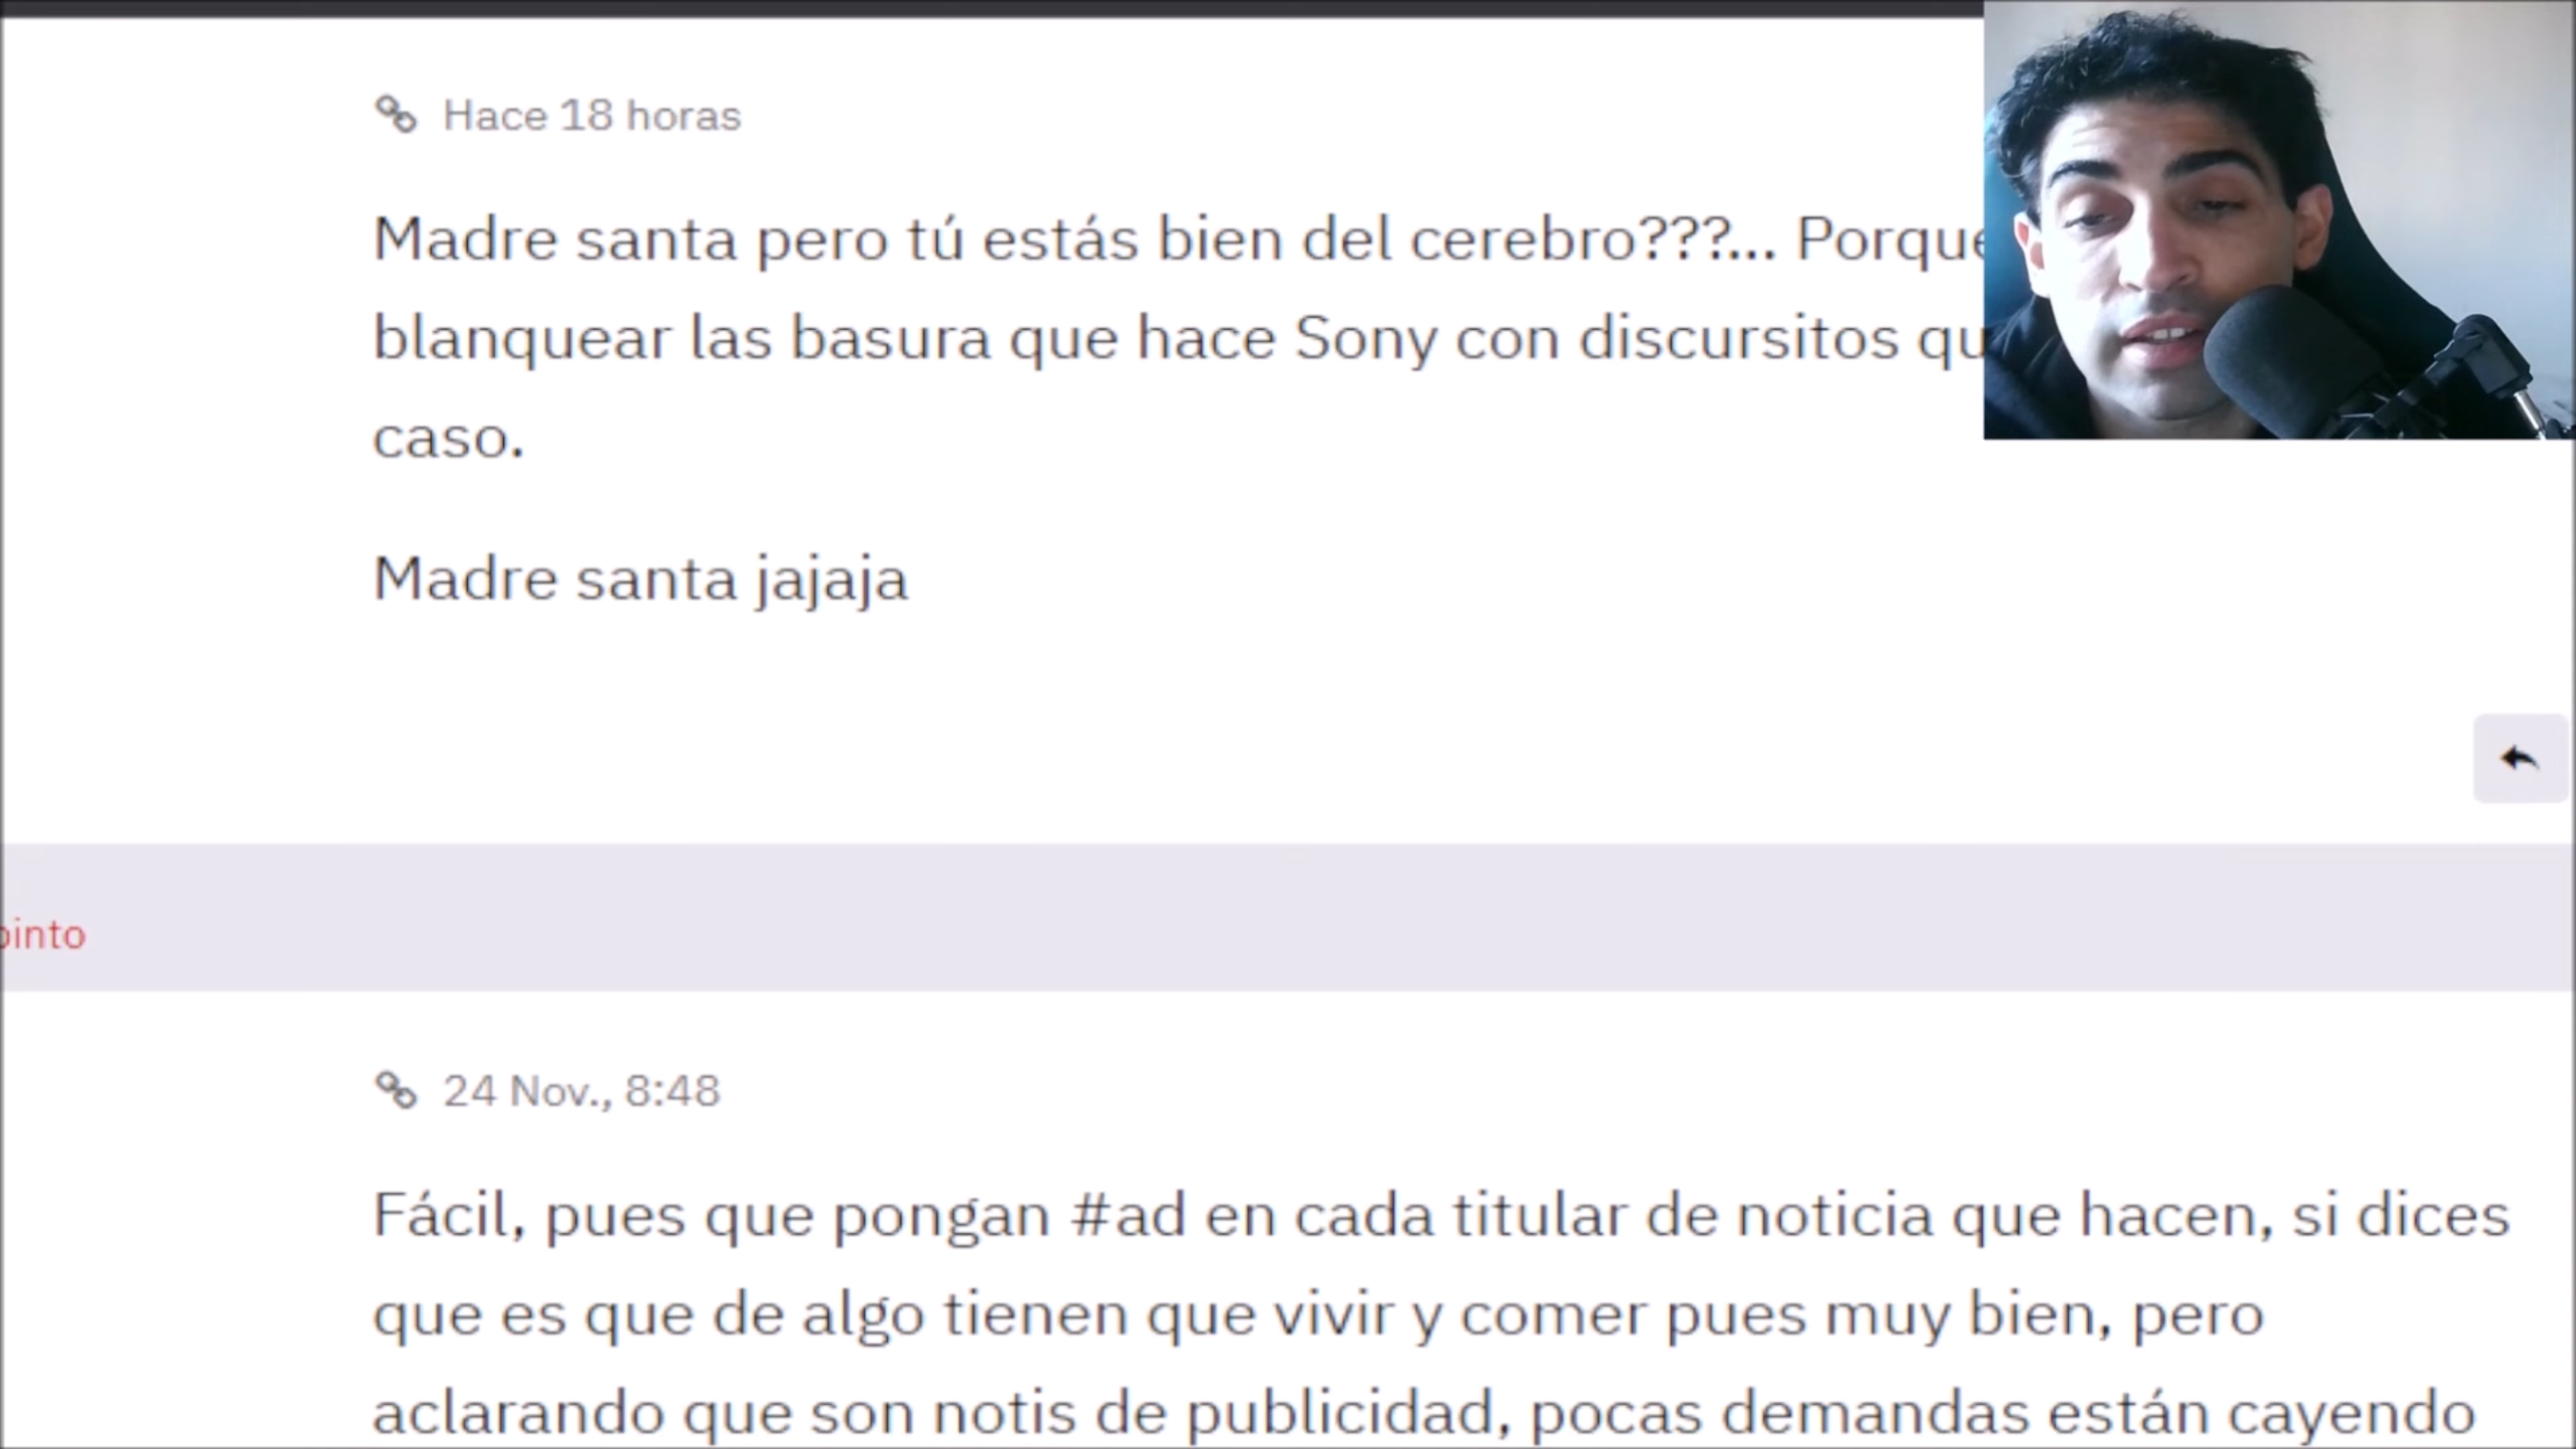 Hace 18 horas
Madre santa pero tú estás bien del cerebro???... Porque
blanquear las basura que hace Sony con discursitos
caso.
Madre santa jajaja
24 Nov., 8:48
Fácil, pues que pongan #ad en cada titular de noticia que hacen, si dices
que es que de algo tienen que vivir y comer pues muy bien, pero
aclarando que son notis de publicidad, pocas demandas están cayendo